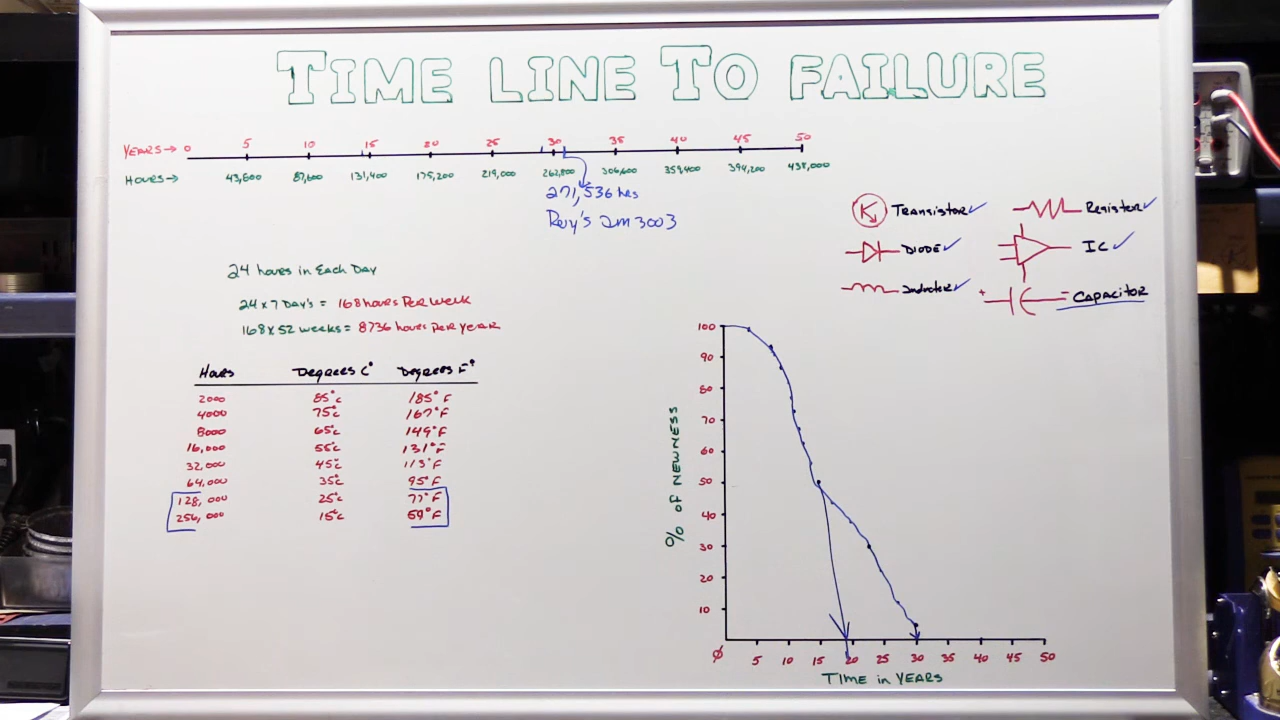 TIME LINE TO FAILURE
YEARS→ 0 5 10 15 20 25 30 35 40 45 50
HOURS→ 43,800 87,600 131,400 175,200 219,000 262,800 306,600 359,400 394,200 438,000
271,536 hrs
Transistor✓ Resistor✓
DIODE✓ IC✓
Inductor✓ + - CAPACITOR
24 hours in Each Day
24 x 7 Day's = 168 hours Per Week
168 x 52 weeks = 8736 hours Per Year
Hours Degrees C° Degrees F°
2000 85°c 185°F
4000 75°c 167°F
8000 65°c 149°F
16,000 55°c 131°F
32,000 45°c 113°F
64,000 35°c 95°F
128,000 25°c 77°F
256,000 15°c 59°F
% OF NEWNESS
100
90
80
70
60
50
40
30
20
10
Ø 5 10 15 20 25 30 35 40 45 50
TIME in YEARS